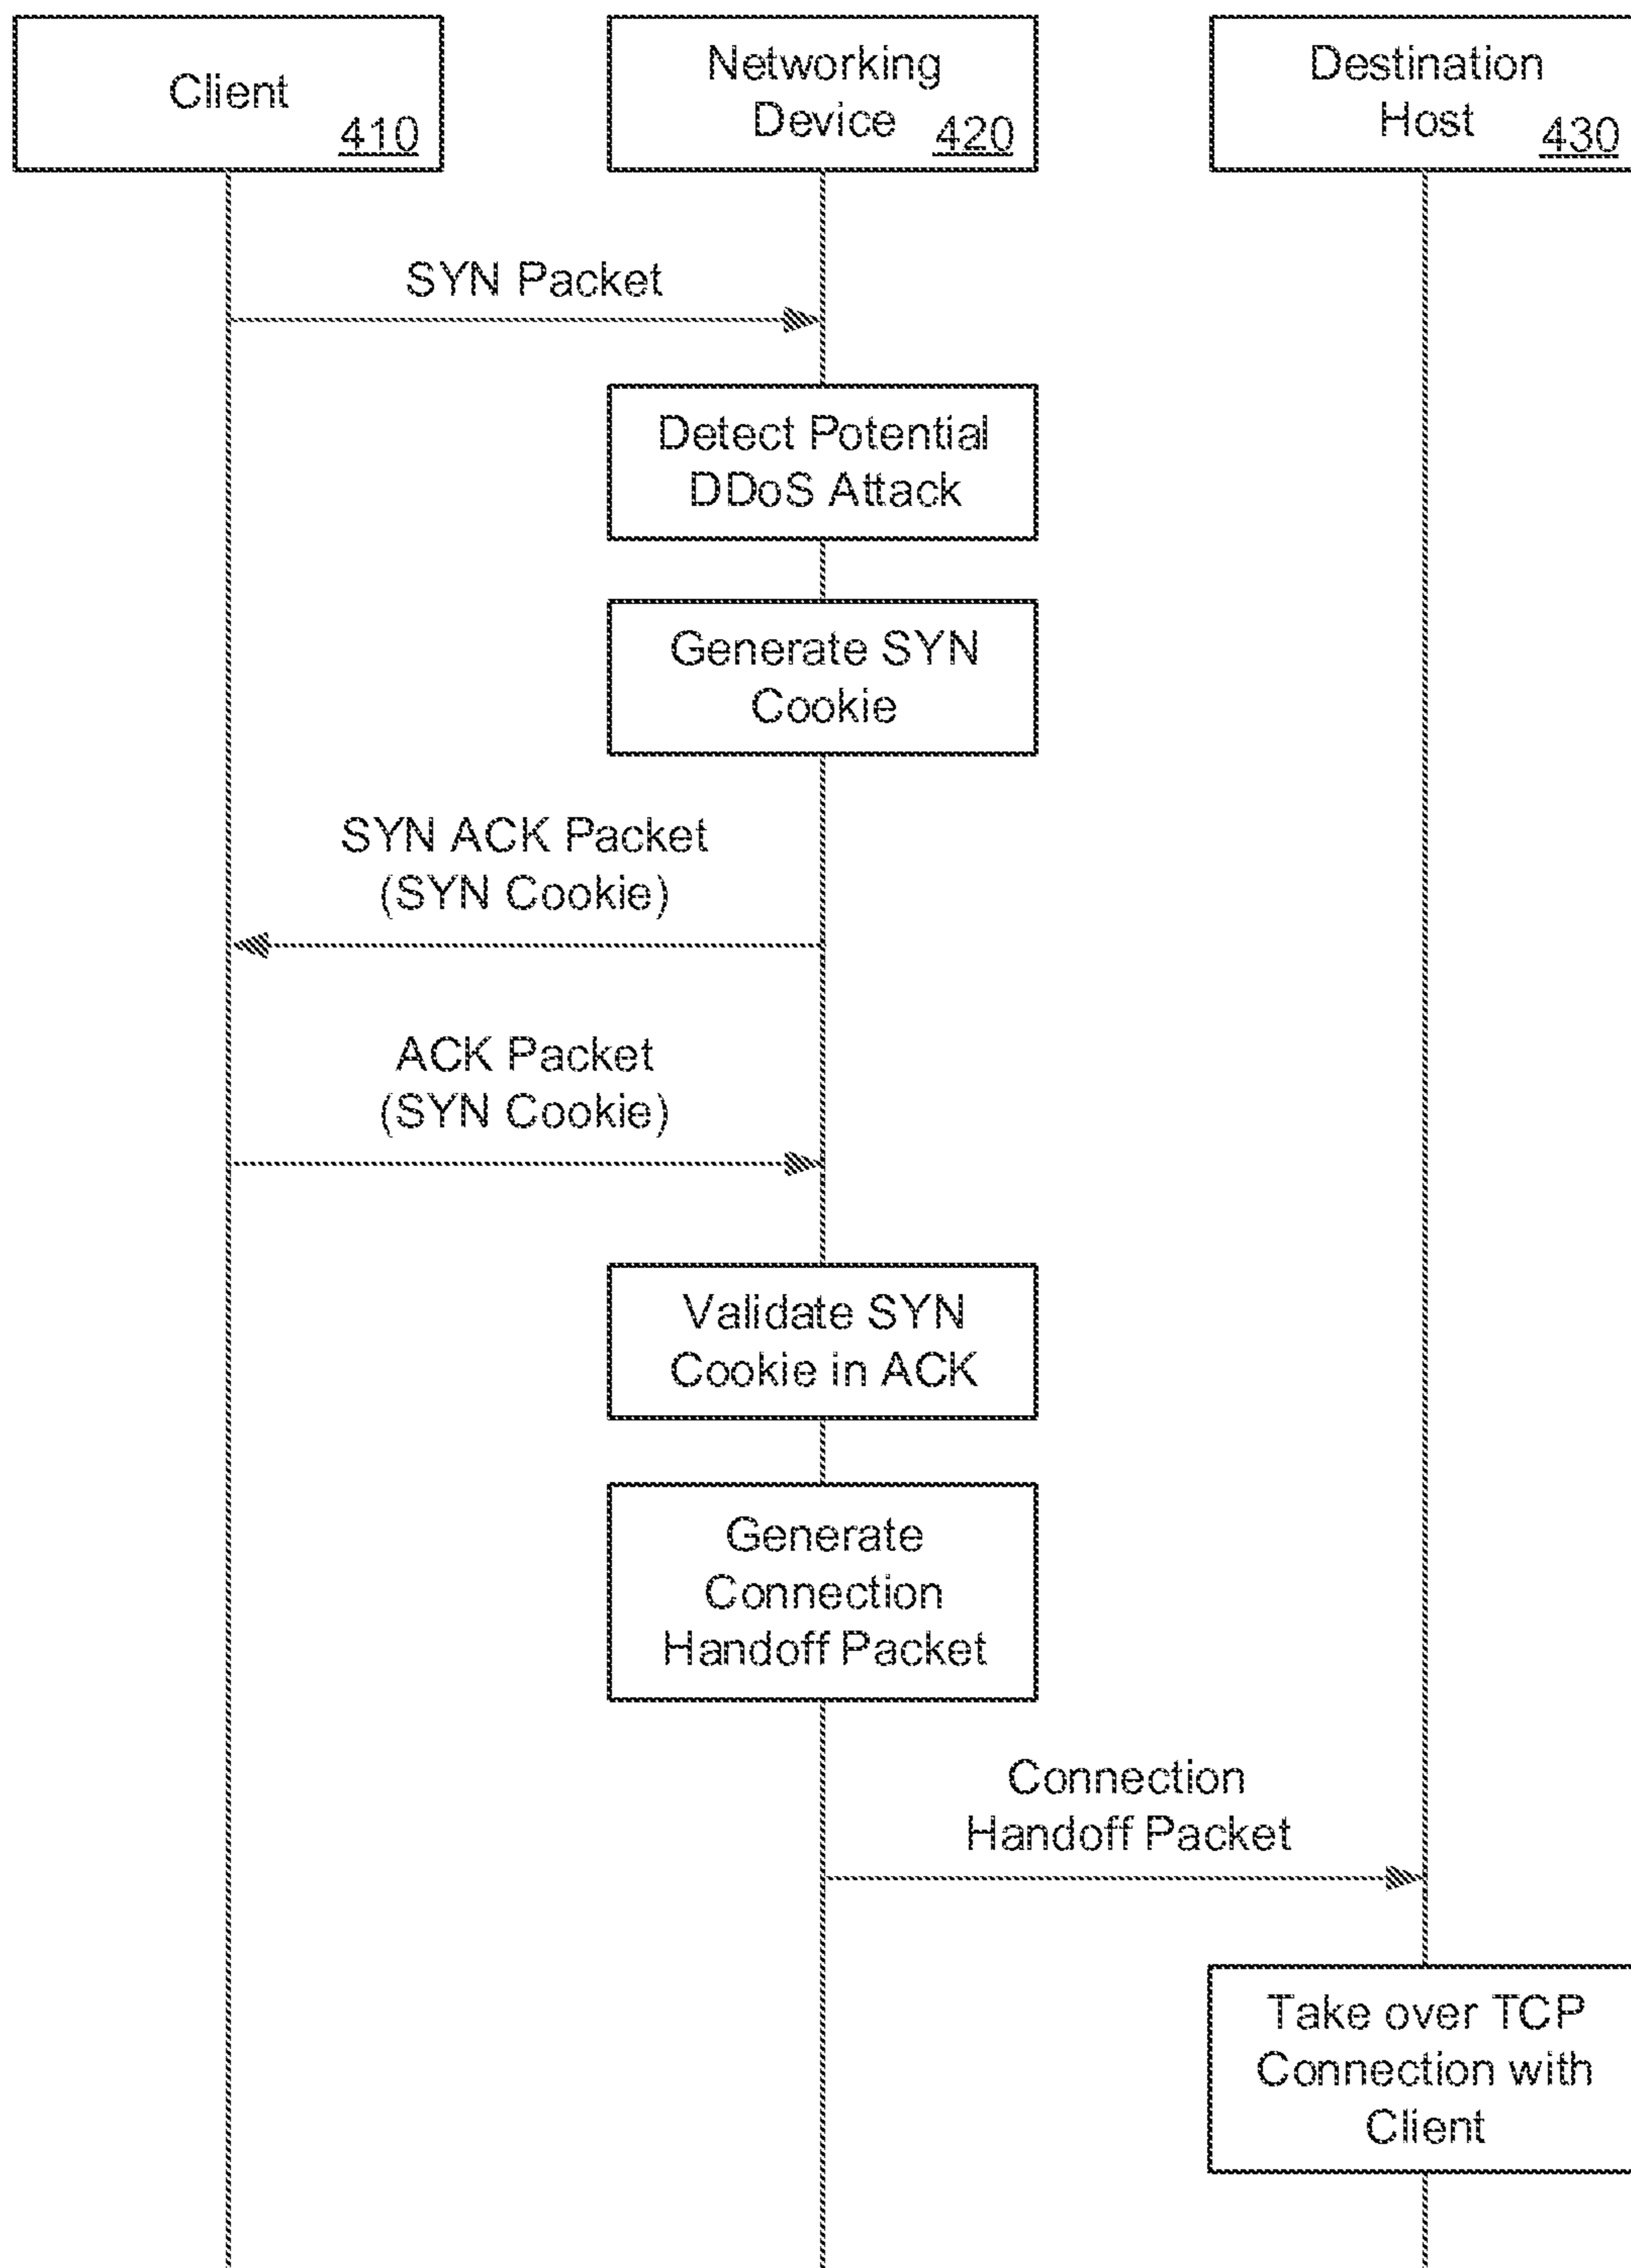 Client
410
Networking
Device 420
Destination
Host 430
SYN Packet
Detect Potential
DDoS Attack
Generate SYN
Cookie
SYN ACK Packet
(SYN Cookie)
ACK Packet
(SYN Cookie)
Validate SYN
Cookie in ACK
Generate
Connection
Handoff Packet
Connection
Handoff Packet
Take over TCP
Connection with
Client